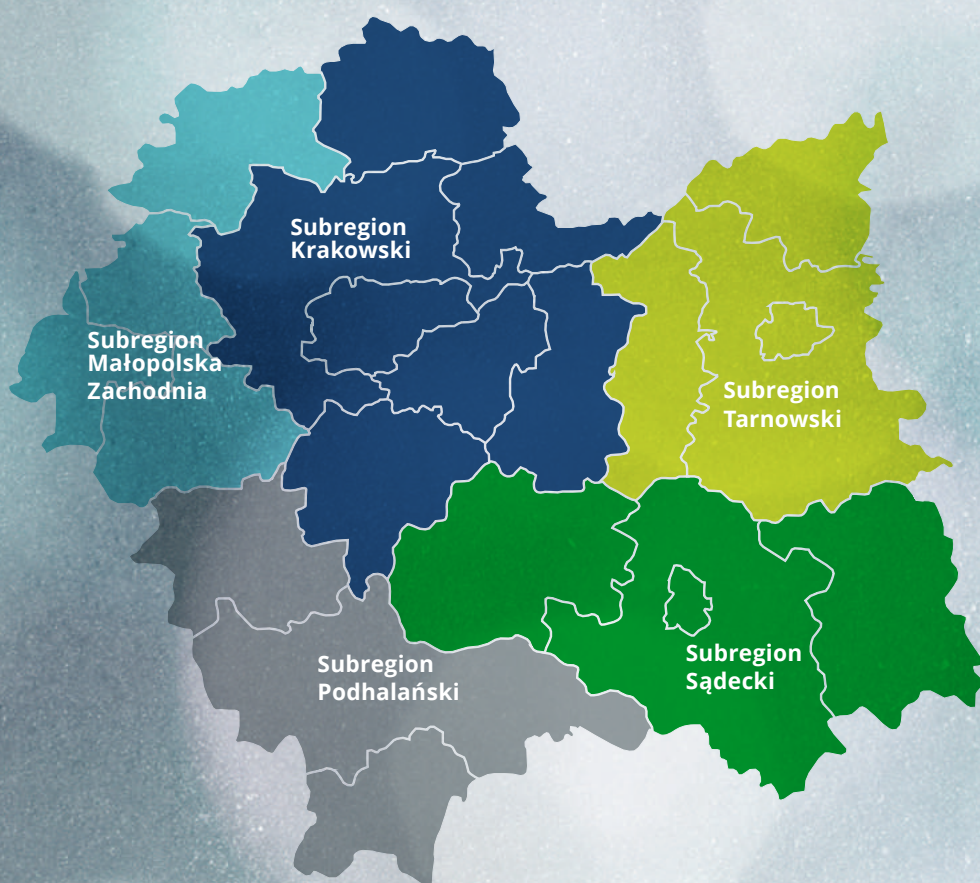 Subregion
Krakowski
Subregion
Małopolska
Zachodnia
Subregion
Tarnowski
Subregion
Podhalański
Subregion
Sądecki